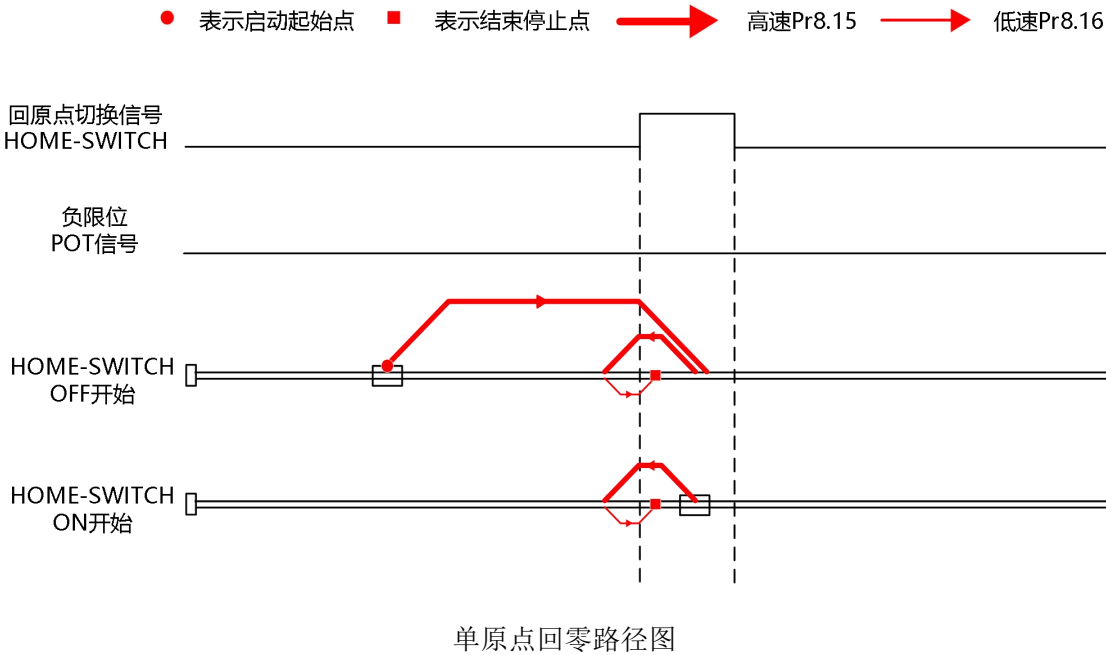 表示启动起始点 表示结束停止点 高速Pr8.15 低速Pr8.16
回原点切换信号
HOME-SWITCH
负限位
POT信号
HOME-SWITCH
OFF开始
HOME-SWITCH
ON开始
单原点回零路径图